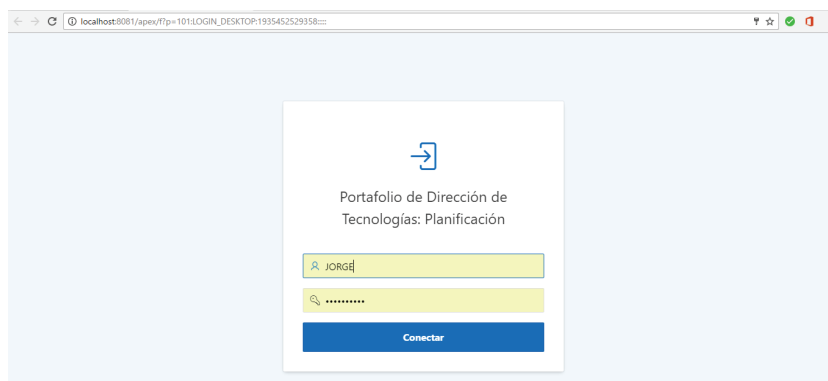 localhost:8081/apex/f?p=101:LOGIN_DESKTOP:1935452529358:::::
Portafolio de Dirección de
Tecnologías: Planificación
JORGE
••••••••••
Conectar